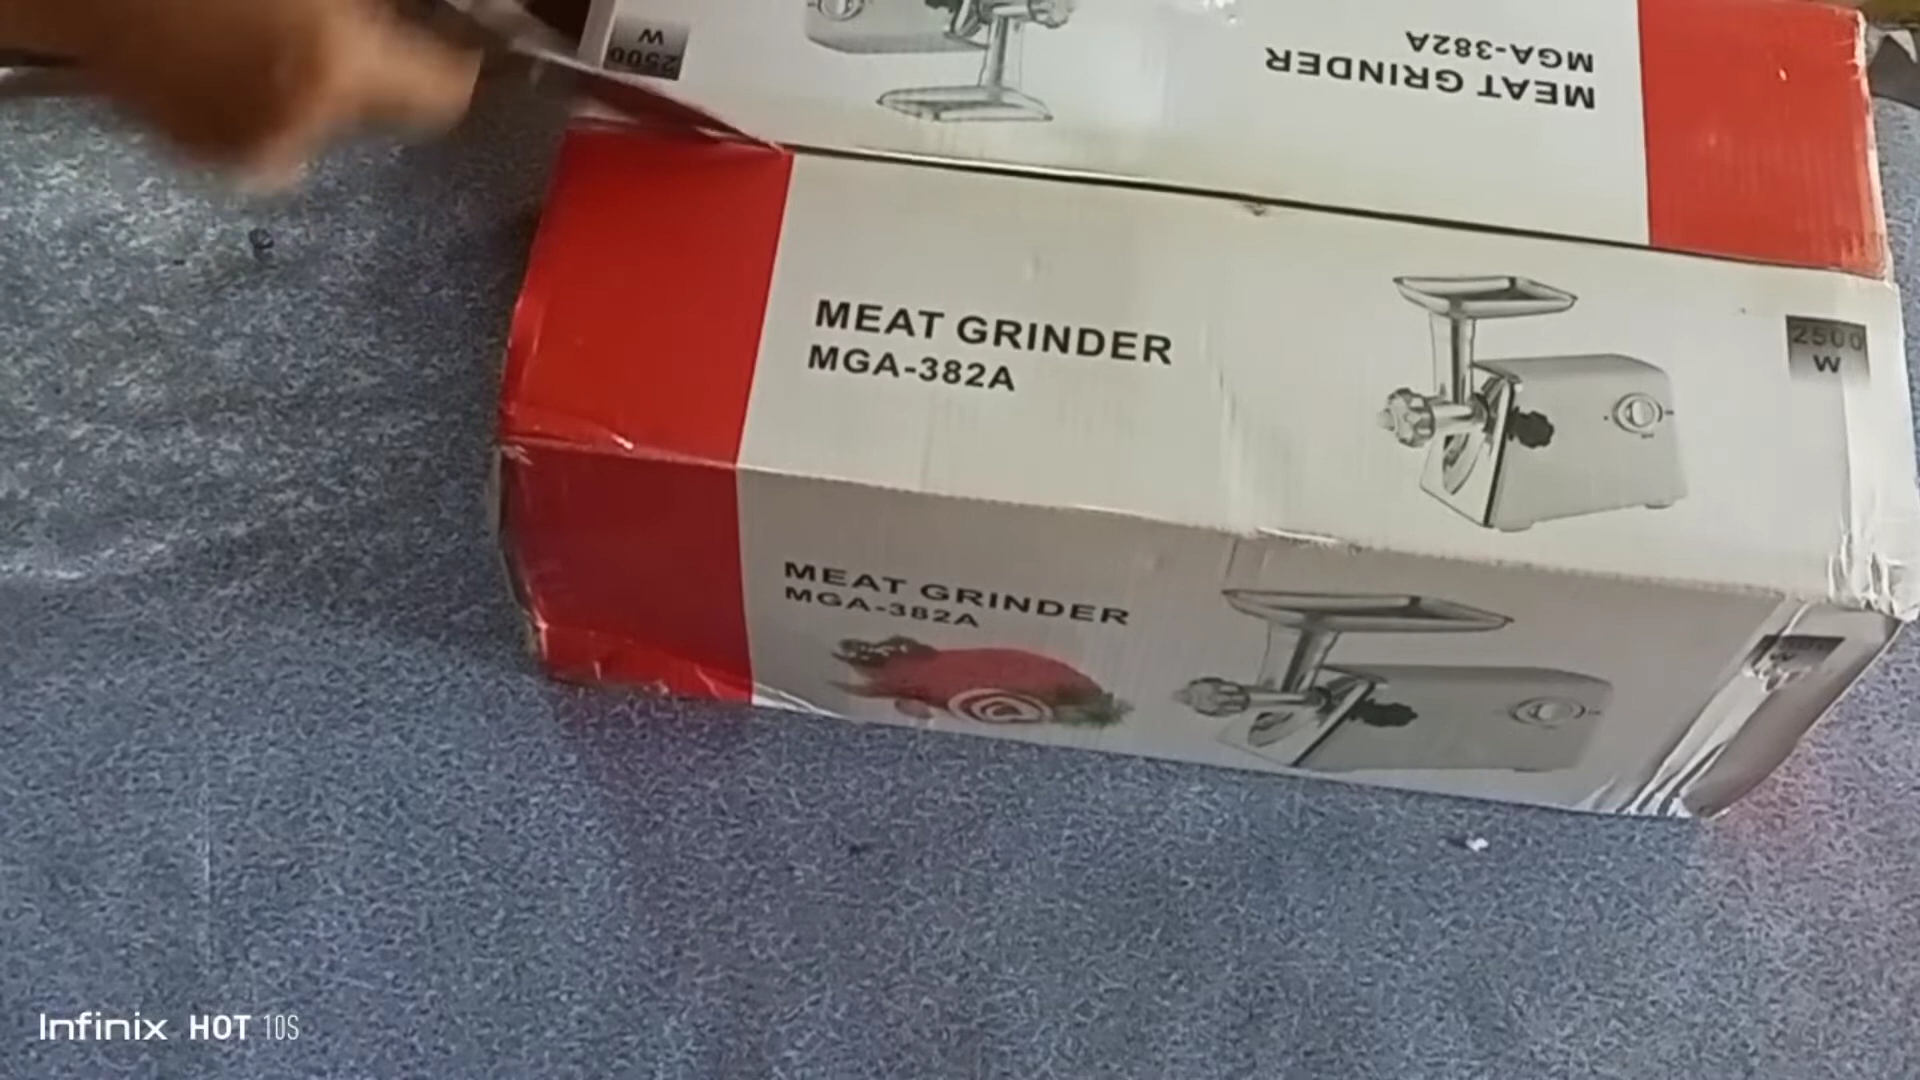 2500
W
MEAT GRINDER
MGA-382A
MEAT GRINDER
MGA-382A
2500
W
MEAT GRINDER
MGA-382A
Infinix HOT 10S